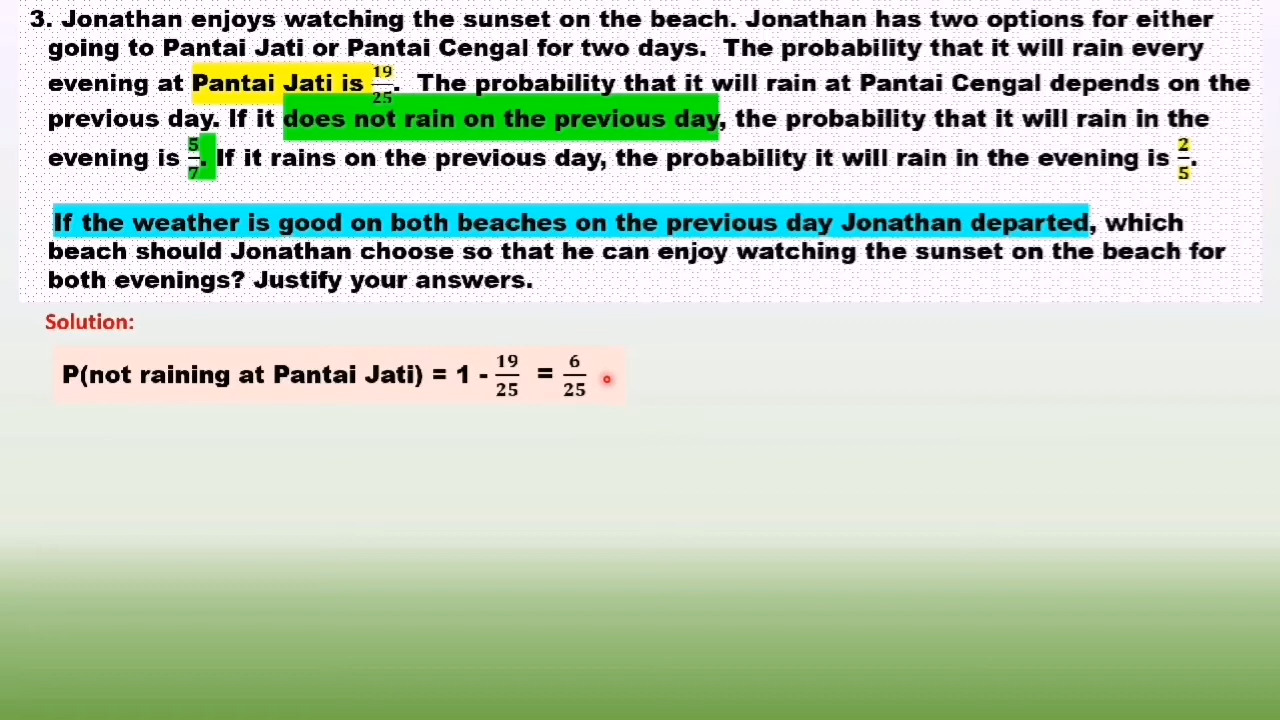 3. Jonathan enjoys watching the sunset on the beach. Jonathan has two options for either
going to Pantai Jati or Pantai Cengal for two days. The probability that it will rain every
evening at Pantai Jati is 19/25. The probability that it will rain at Pantai Cengal depends on the
previous day. If it does not rain on the previous day, the probability that it will rain in the
evening is 5/7. If it rains on the previous day, the probability it will rain in the evening is 2/5.
If the weather is good on both beaches on the previous day Jonathan departed, which
beach should Jonathan choose so that he can enjoy watching the sunset on the beach for
both evenings? Justify your answers.
Solution:
P(not raining at Pantai Jati) = 1 - 19/25 = 6/25